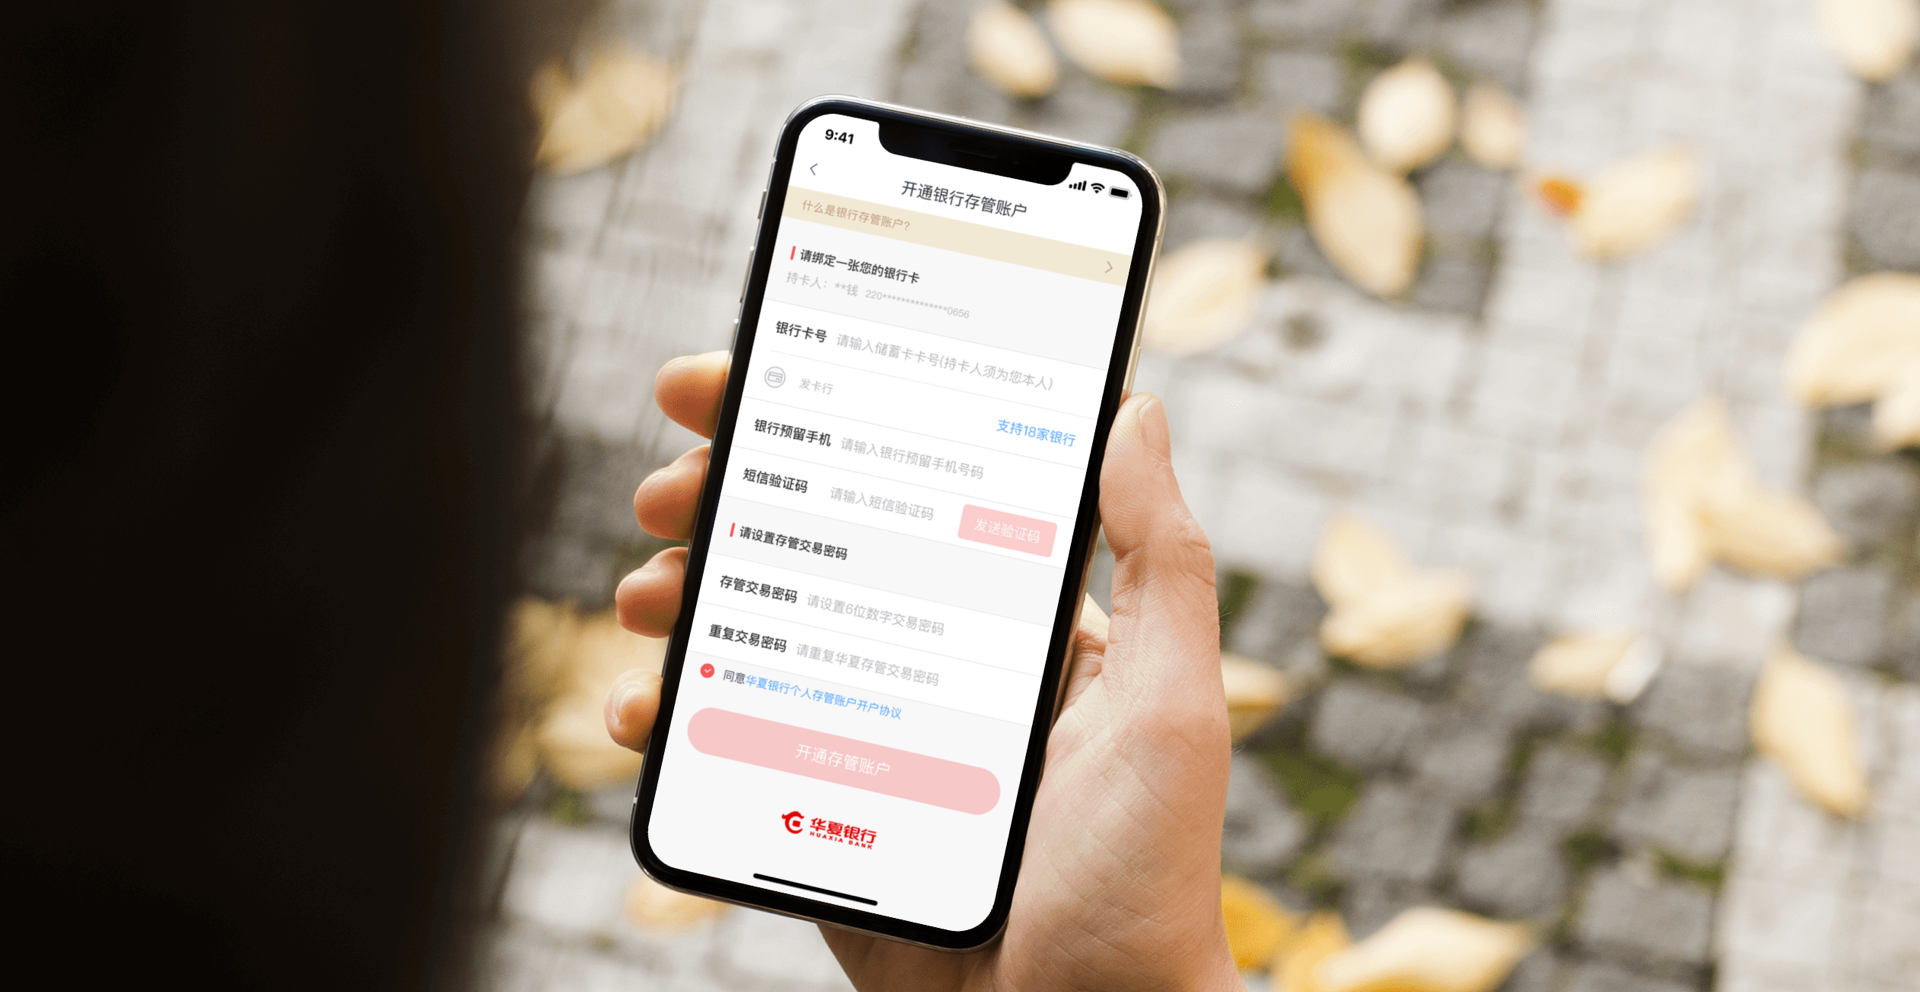 9:41
开通银行存管账户
什么是银行存管账户?
请绑定一张您的银行卡
持卡人: **钱 220**************0656
银行卡号 请输入储蓄卡卡号(持卡人须为您本人)
发卡行
支持18家银行
银行预留手机 请输入银行预留手机号码
短信验证码 请输入短信验证码 发送验证码
请设置存管交易密码
存管交易密码 请设置6位数字交易密码
重复交易密码 请重复华夏存管交易密码
同意华夏银行个人存管账户开户协议
开通存管账户
华夏银行
HUAXIA BANK